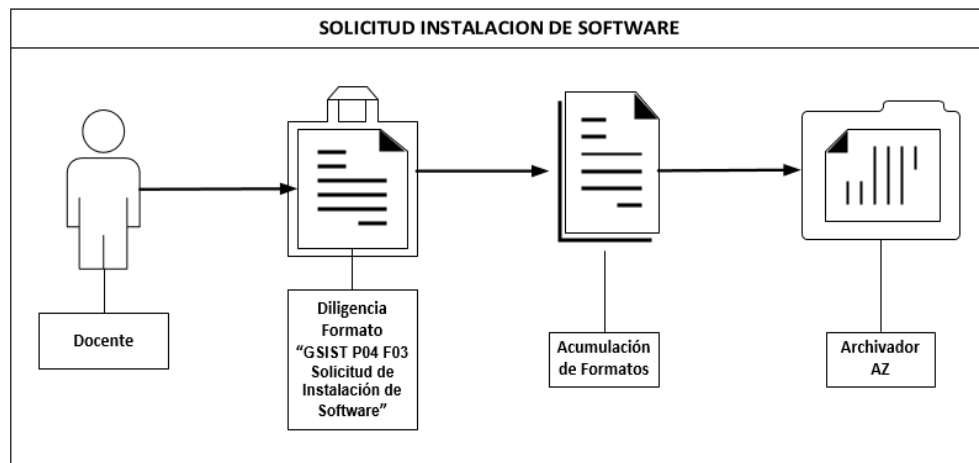 SOLICITUD INSTALACION DE SOFTWARE
Docente
Diligencia
Formato
“GSIST P04 F03
Solicitud de
Instalación de
Software”
Acumulación
de Formatos
Archivador
AZ